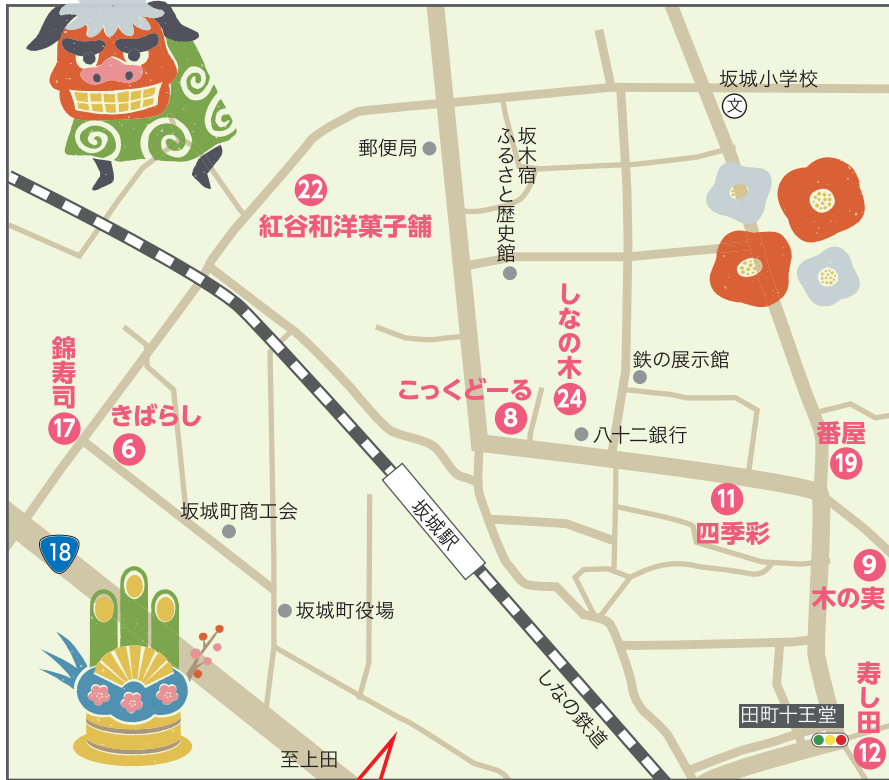 坂城小学校
文
郵便局
坂木宿
ふるさと歴史館
22
紅谷和洋菓子舗
しなの木
24
錦寿司
17
きばらし
6
こっくどーる
8
鉄の展示館
八十二銀行
番屋
19
11
四季彩
坂城町商工会
坂城駅
18
9
木の実
坂城町役場
しなの鉄道
寿し田
12
田町十王堂
至上田